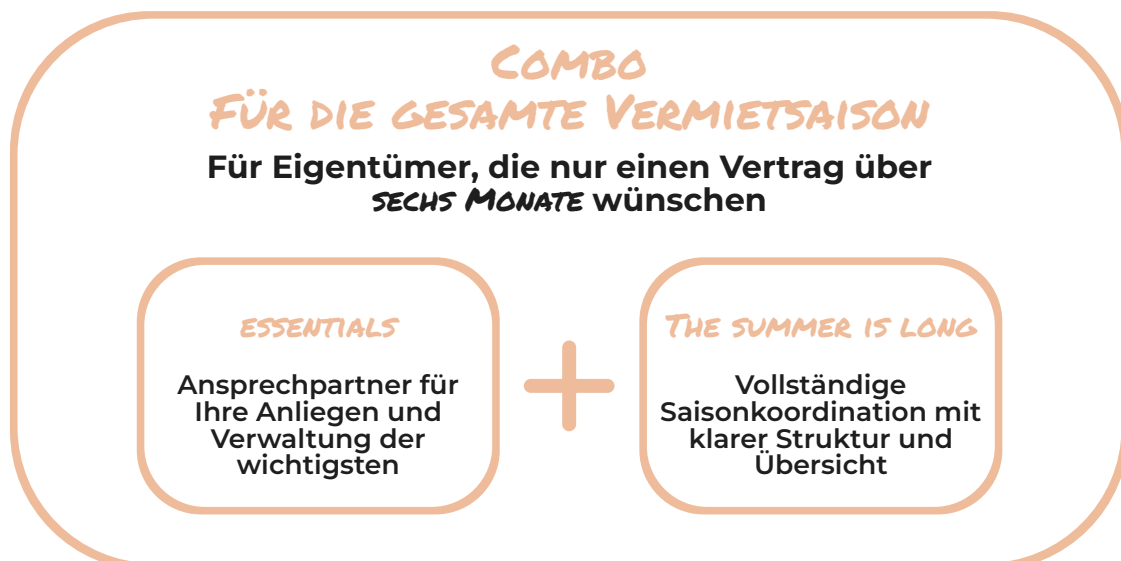 COMBO
FÜR DIE GESAMTE VERMIETSAISON
Für Eigentümer, die nur einen Vertrag über
SECHS MONATE wünschen
ESSENTIALS
Ansprechpartner für
Ihre Anliegen und
Verwaltung der
wichtigsten
THE SUMMER IS LONG
Vollständige
Saisonkoordination mit
klarer Struktur und
Übersicht